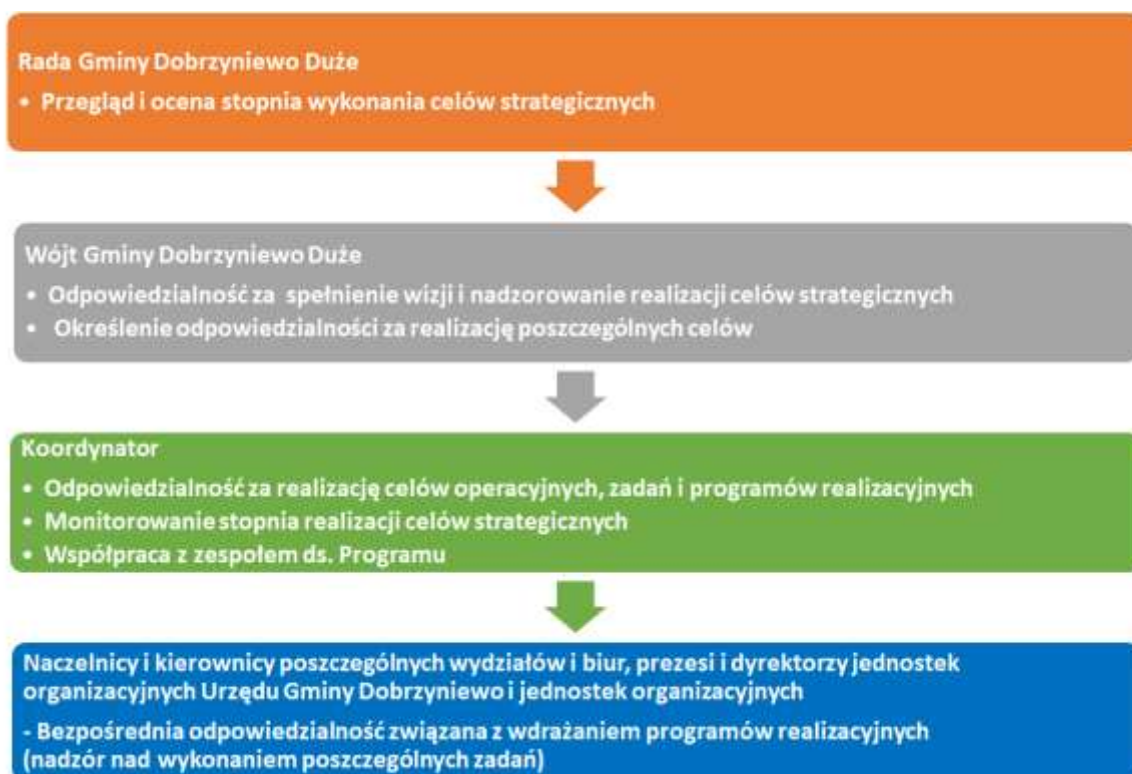 Rada Gminy Dobrzyniewo Duże
• Przegląd i ocena stopnia wykonania celów strategicznych
Wójt Gminy Dobrzyniewo Duże
• Odpowiedzialność za spełnienie wizji i nadzorowanie realizacji celów strategicznych
• Określenie odpowiedzialności za realizację poszczególnych celów
Koordynator
• Odpowiedzialność za realizację celów operacyjnych, zadań i programów realizacyjnych
• Monitorowanie stopnia realizacji celów strategicznych
• Współpraca z zespołem ds. Programu
Naczelnicy i kierownicy poszczególnych wydziałów i biur, prezesi i dyrektorzy jednostek
organizacyjnych Urzędu Gminy Dobrzyniewo i jednostek organizacyjnych
- Bezpośrednia odpowiedzialność związana z wdrażaniem programów realizacyjnych
(nadzór nad wykonaniem poszczególnych zadań)